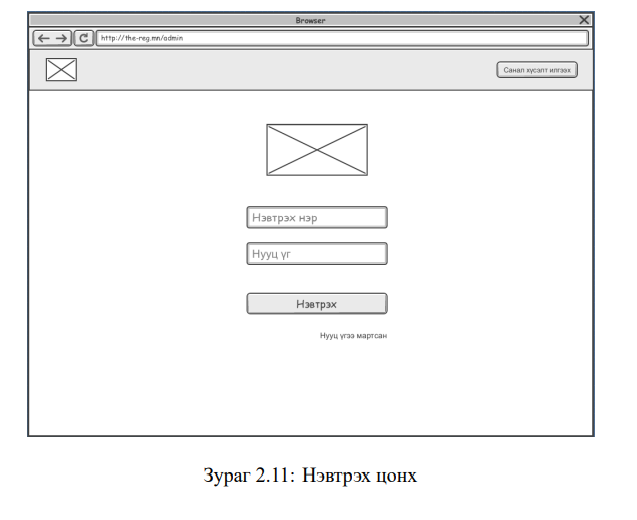 Browser
http://the-reg.mn/admin
Санал хүсэлт илгээх
Нэвтрэх нэр
Нууц үг
Нэвтрэх
Нууц үгээ мартсан
Зураг 2.11: Нэвтрэх цонх